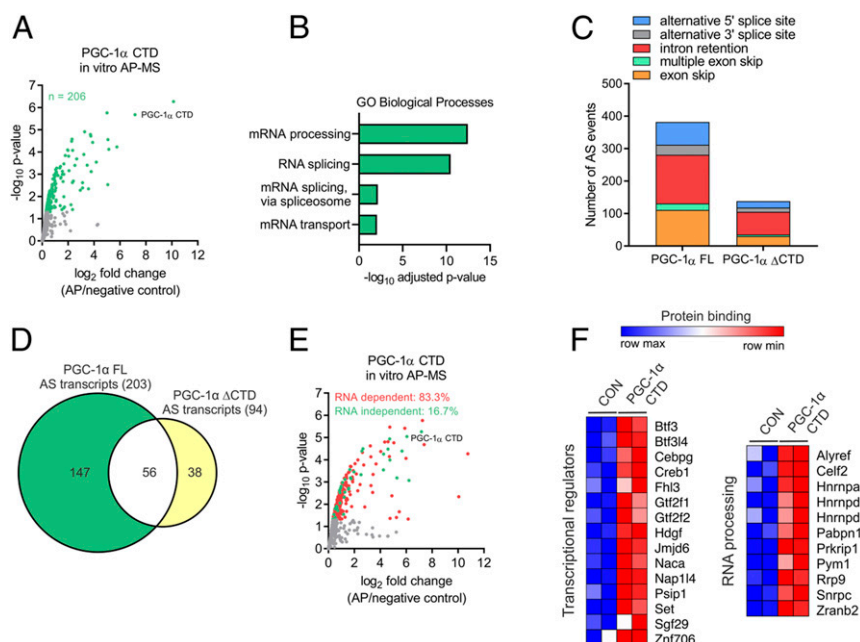 A
PGC-1α CTD
in vitro AP-MS
n = 206
PGC-1α CTD
7
6
5
4
3
2
1
0
0 2 4 6 8 10 12
-log10 p-value
log2 fold change
(AP/negative control)
B
GO Biological Processes
mRNA processing
RNA splicing
mRNA splicing,
via spliceosome
mRNA transport
0 5 10 15
-log10 adjusted p-value
C
alternative 5' splice site
alternative 3' splice site
intron retention
multiple exon skip
exon skip
500
400
300
200
100
0
Number of AS events
PGC-1α FL PGC-1α ΔCTD
D
PGC-1α FL
AS transcripts (203)
PGC-1α ΔCTD
AS transcripts (94)
147 56 38
E
PGC-1α CTD
in vitro AP-MS
RNA dependent: 83.3%
RNA independent: 16.7%
PGC-1α CTD
7
6
5
4
3
2
1
0
0 2 4 6 8 10 12
-log10 p-value
log2 fold change
(AP/negative control)
F
Protein binding
row max row min
CON
PGC-1α
CTD
Transcriptional regulators
Btf3
Btf3l4
Cebpg
Creb1
Fhl3
Gtf2f1
Gtf2f2
Hdgf
Jmjd6
Naca
Nap1l4
Psip1
Set
Sgf29
Znf706
CON
PGC-1α
CTD
RNA processing
Alyref
Celf2
Hnrnpa
Hnrnpd
Hnrnpd
Pabpn1
Prkrip1
Pym1
Rrp9
Snrpc
Zranb2